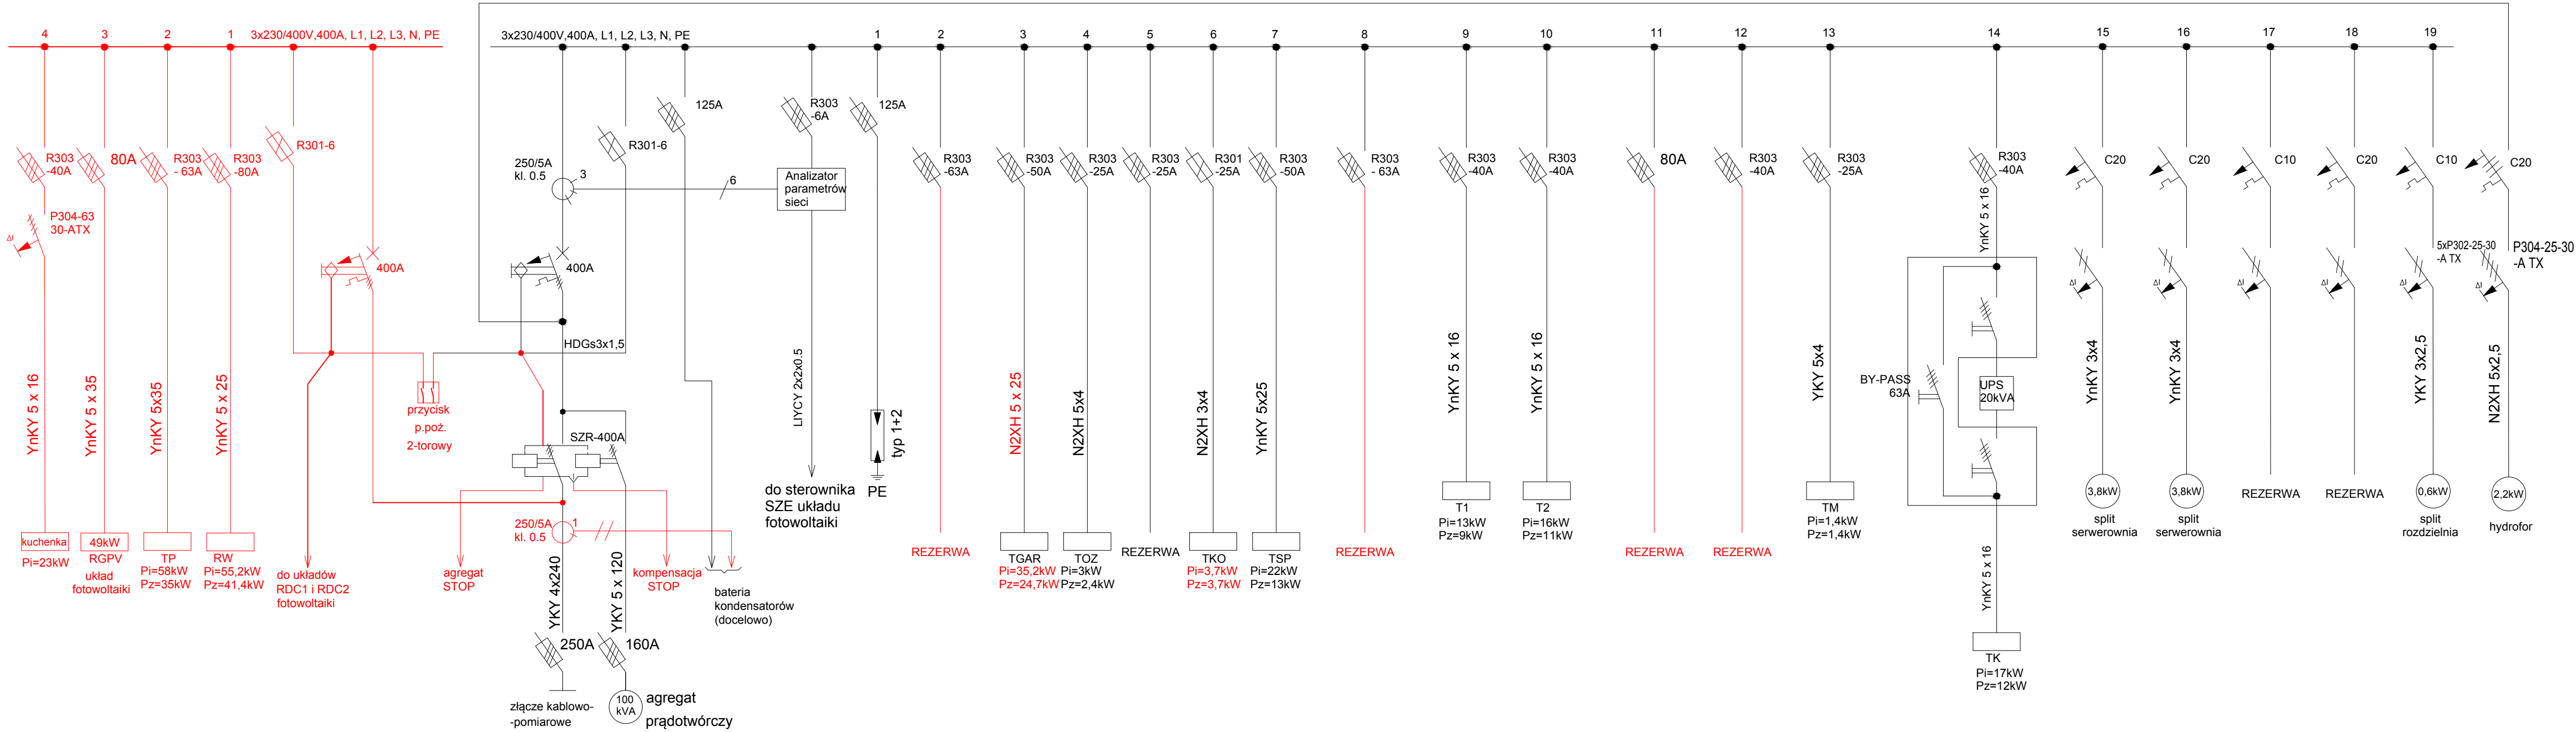 4
3
2
1
3x230/400V,400A, L1, L2, L3, N, PE
3x230/400V,400A, L1, L2, L3, N, PE
1
2
3
4
5
6
7
8
9
10
11
12
13
14
15
16
17
18
19
R303
-40A
80A
R303
- 63A
R303
-80A
R301-6
P304-63
30-ATX
ΔI
400A
YnKY 5 x 16
YnKY 5 x 35
YnKY 5x35
YnKY 5 x 25
kuchenka
Pi=23kW
49kW
RGPV
układ
fotowoltaiki
TP
Pi=58kW
Pz=35kW
RW
Pi=55,2kW
Pz=41,4kW
do układów
RDC1 i RDC2
fotowoltaiki
przycisk
p.poż.
2-torowy
agregat
STOP
250/5A
kl. 0.5
3
400A
R301-6
125A
HDGs3x1,5
SZR-400A
250/5A
kl. 0.5
1
YKY 4x240
YKY 5 x 120
kompensacja
STOP
bateria
kondensatorów
(docelowo)
250A
160A
złącze kablowo-
-pomiarowe
100
kVA
agregat
prądotwórczy
6
R303
-6A
Analizator
parametrów
sieci
LIYCY 2x2x0.5
do sterownika
SZE układu
fotowoltaiki
125A
typ 1+2
PE
R303
-63A
REZERWA
R303
-50A
N2XH 5 x 25
TGAR
Pi=35,2kW
Pz=24,7kW
R303
-25A
N2XH 5x4
TOZ
Pi=3kW
Pz=2,4kW
R303
-25A
REZERWA
R301
-25A
N2XH 3x4
TKO
Pi=3,7kW
Pz=3,7kW
R303
-50A
YnKY 5x25
TSP
Pi=22kW
Pz=13kW
R303
- 63A
REZERWA
R303
-40A
YnKY 5 x 16
T1
Pi=13kW
Pz=9kW
R303
-40A
YnKY 5 x 16
T2
Pi=16kW
Pz=11kW
80A
REZERWA
R303
-40A
REZERWA
R303
-25A
YKY 5x4
TM
Pi=1,4kW
Pz=1,4kW
R303
-40A
YnKY 5 x 16
BY-PASS
63A
UPS
20kVA
YnKY 5 x 16
TK
Pi=17kW
Pz=12kW
C20
ΔI
YnKY 3x4
3,8kW
split
serwerownia
C20
ΔI
YnKY 3x4
3,8kW
split
serwerownia
C10
ΔI
REZERWA
C20
ΔI
REZERWA
C10
5xP302-25-30
-A TX
ΔI
YKY 3x2,5
0,6kW
split
rozdzielnia
C20
P304-25-30
-A TX
ΔI
N2XH 5x2,5
2,2kW
hydrofor